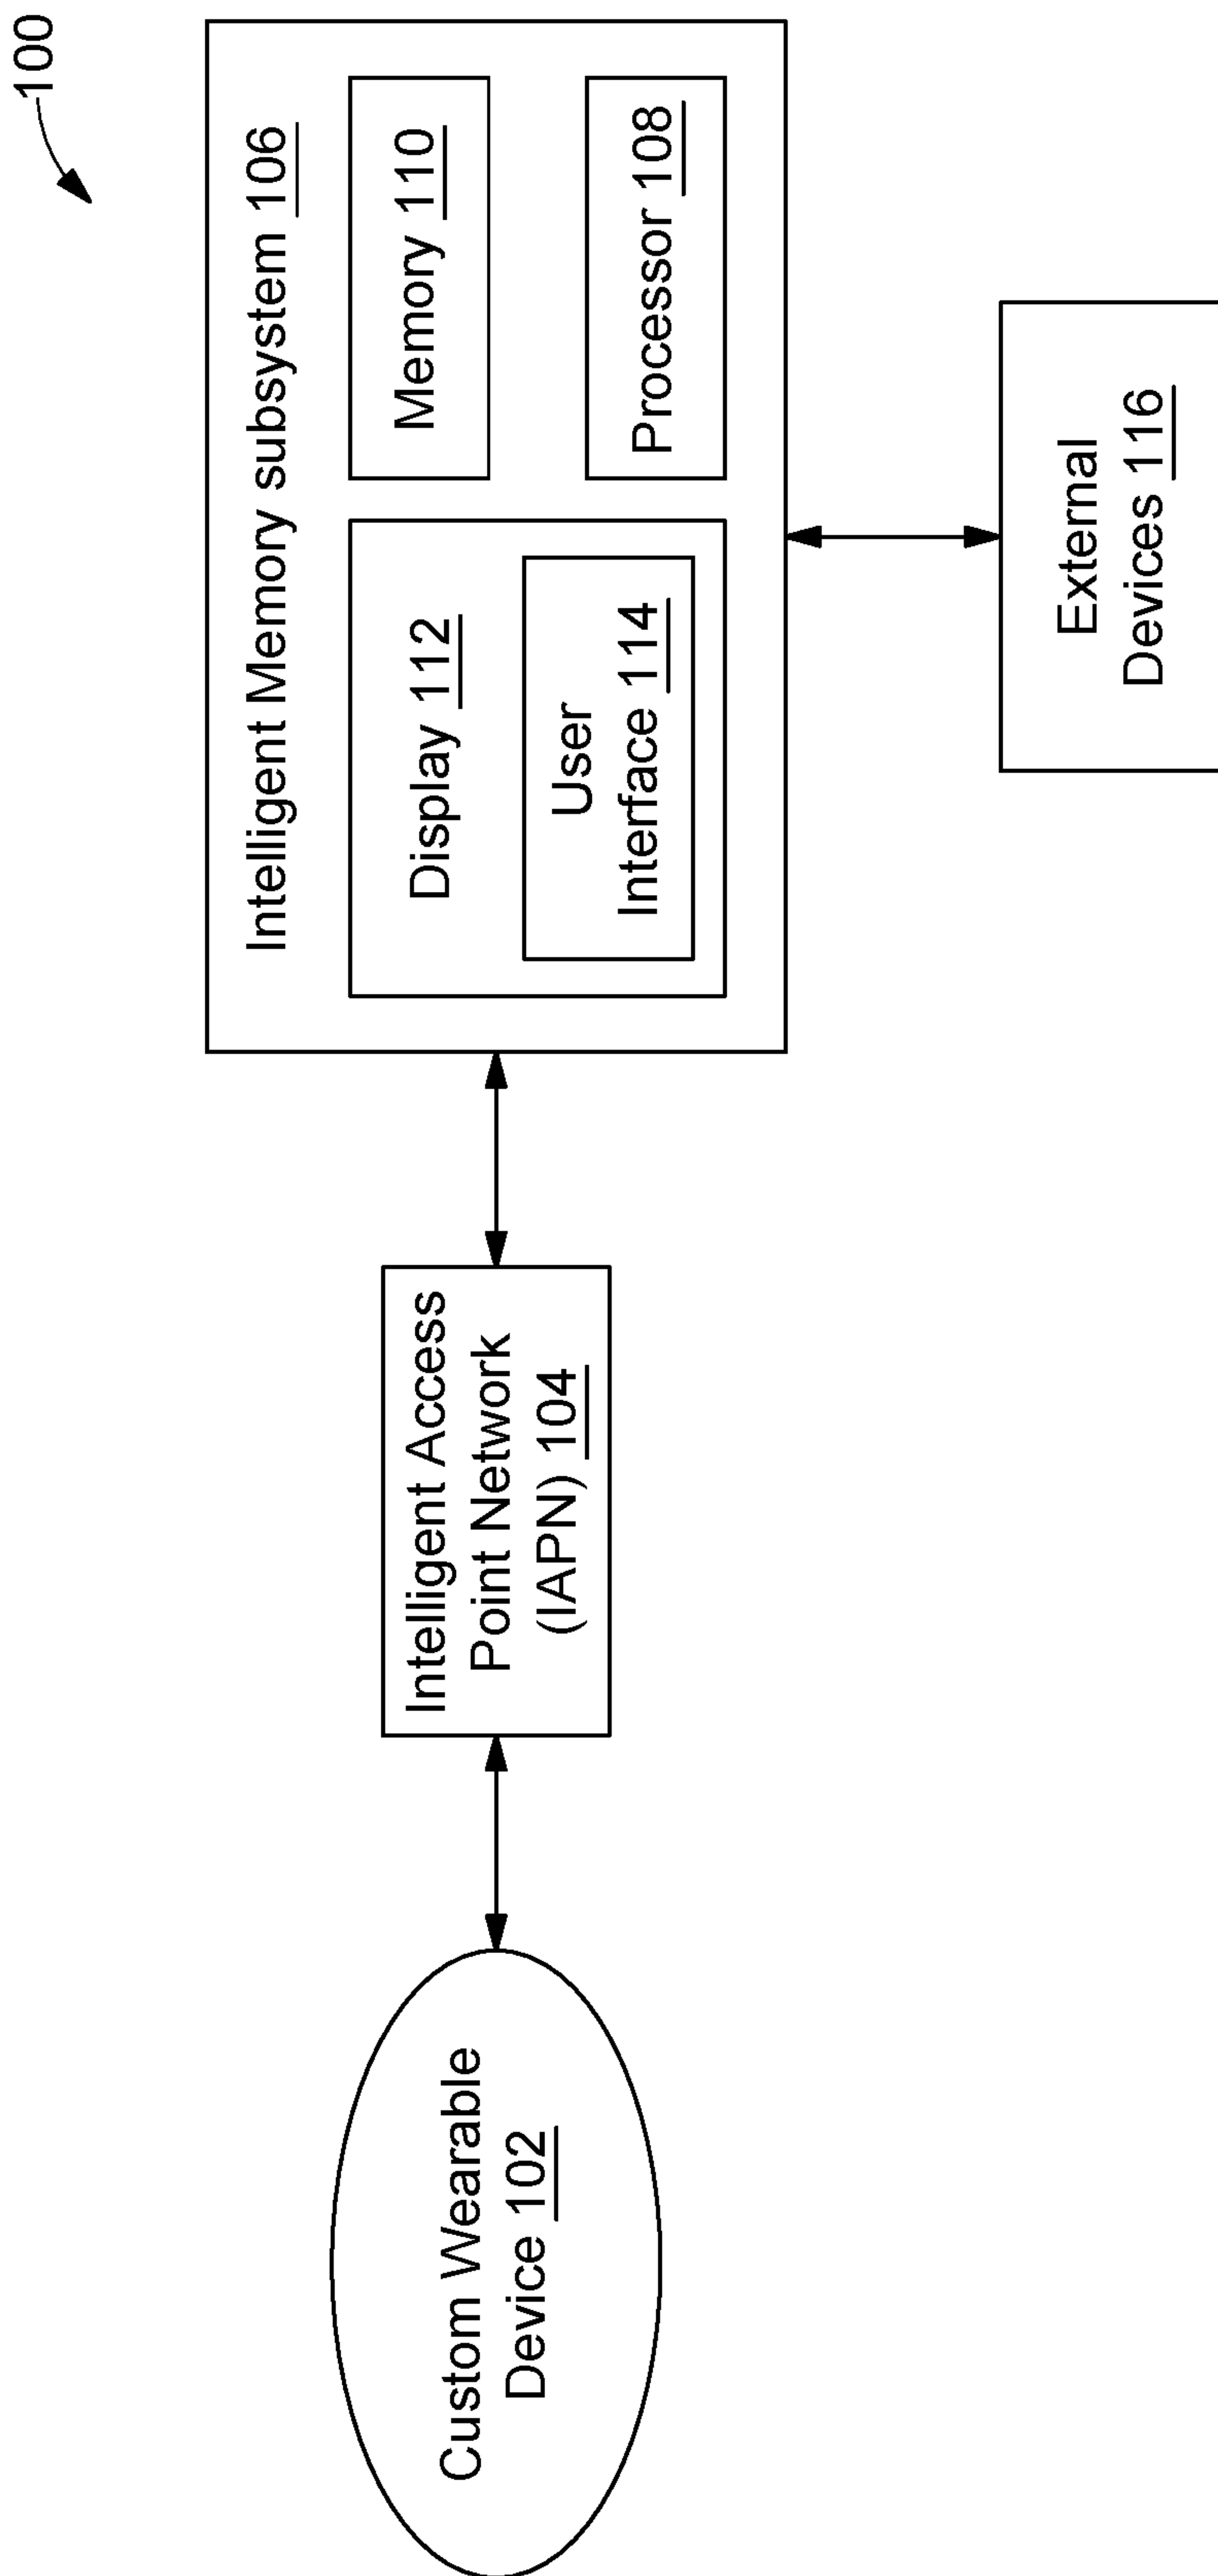 100
Intelligent Memory subsystem 106
Display 112
Memory 110
User
Interface 114
Processor 108
Intelligent Access
Point Network
(IAPN) 104
Custom Wearable
Device 102
External
Devices 116